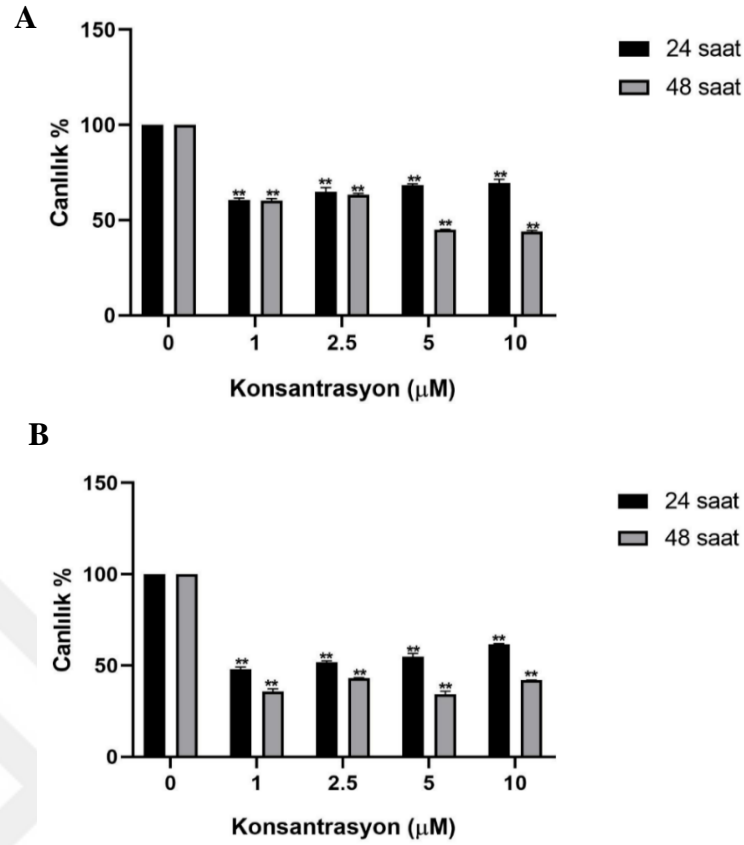 A
150
100
50
0
Canlılık %
** ** ** ** ** ** ** **
0 1 2.5 5 10
Konsantrasyon (μM)
24 saat
48 saat
B
150
100
50
0
Canlılık %
** ** ** ** ** ** ** **
0 1 2.5 5 10
Konsantrasyon (μM)
24 saat
48 saat